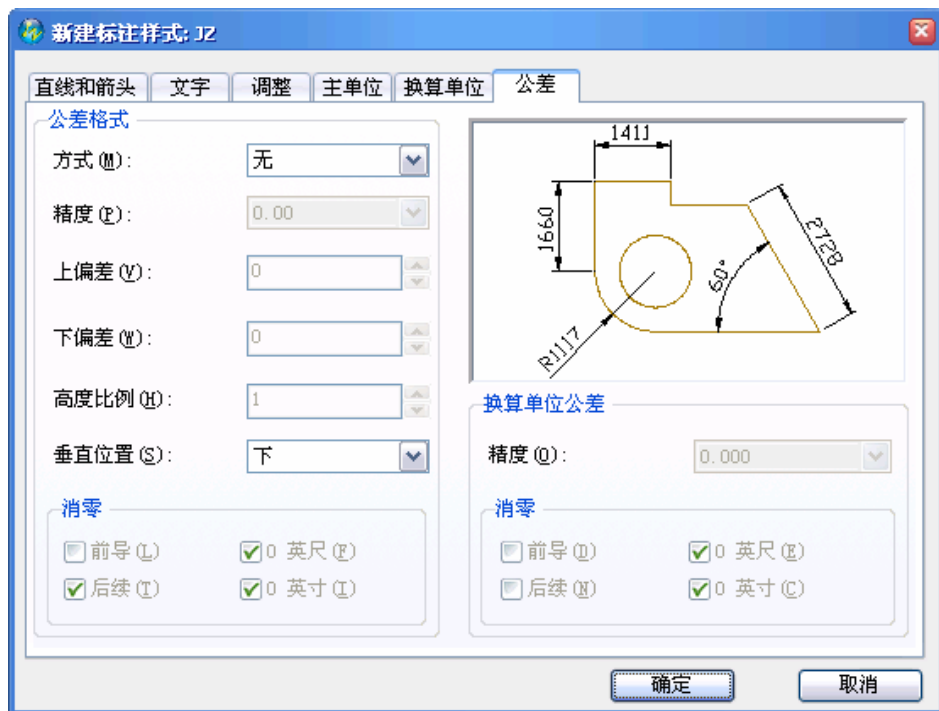 新建标注样式: JZ
直线和箭头 文字 调整 主单位 换算单位 公差
公差格式
方式(M): 无
精度(P): 0.00
上偏差(V): 0
下偏差(W): 0
高度比例(H): 1
垂直位置(S): 下
消零
前导(L) 0 英尺(F)
后续(T) 0 英寸(I)
1411
1660
2728
60°
R1117
换算单位公差
精度(O): 0.000
消零
前导(D) 0 英尺(E)
后续(N) 0 英寸(C)
确定 取消